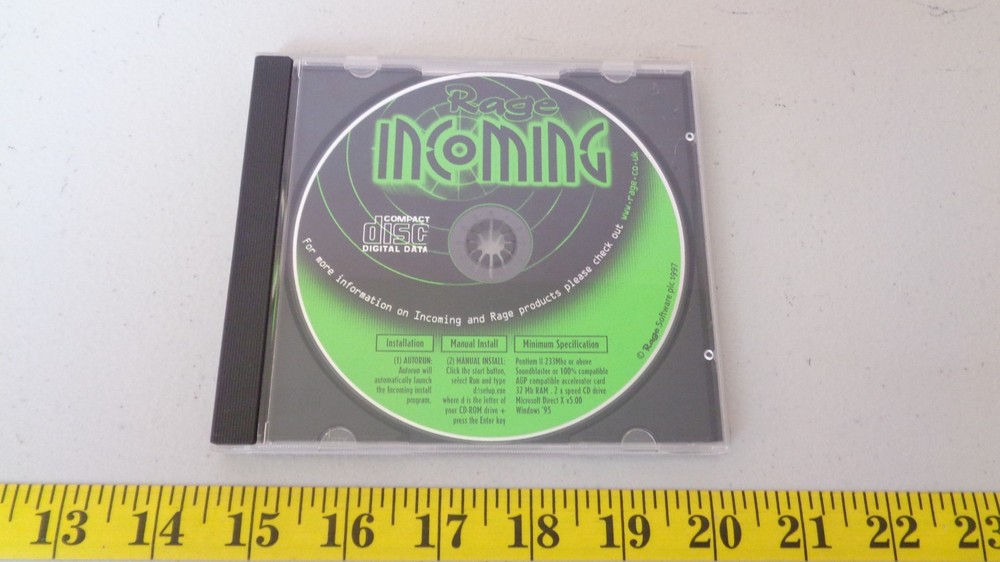 Rage
INCOMING
COMPACT
disc
DIGITAL DATA
For more information on Incoming and Rage products please check out www.rage.co.uk
© Rage Software plc 1997
Installation
(1) AUTORUN:
Autorun will
automatically launch
the Incoming install
program.
Manual Install
(2) MANUAL INSTALL:
Click the start button,
select Run and type
d:\setup.exe
where d is the letter of
your CD-ROM drive +
press the Enter key
Minimum Specification
Pentium II 233Mhz or above
Soundblaster or 100% compatible
AGP compatible accelerator card
32 Mb RAM , 2 x speed CD drive
Microsoft Direct X v5.00
Windows '95
13 14 15 16 17 18 19 20 21 22 23